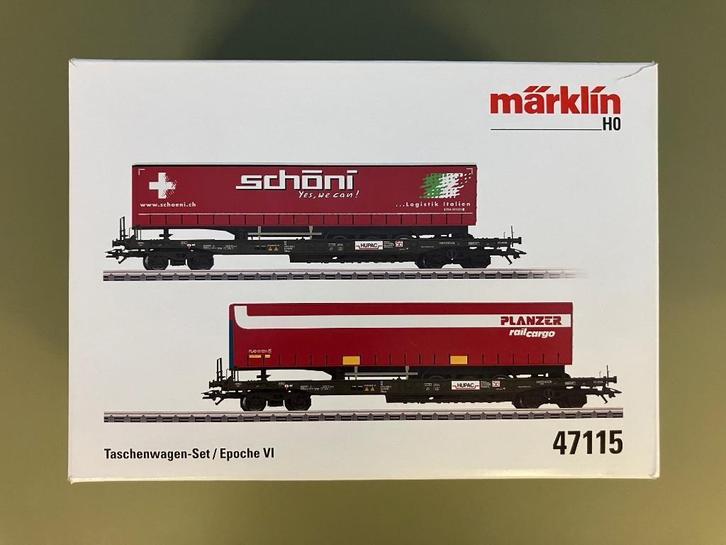 märklin
H0
schöni
Yes, we can!
www.schoeni.ch
...Logistik Italien
HUPAC
PLANZER
railcargo
HUPAC
Taschenwagen-Set / Epoche VI
47115